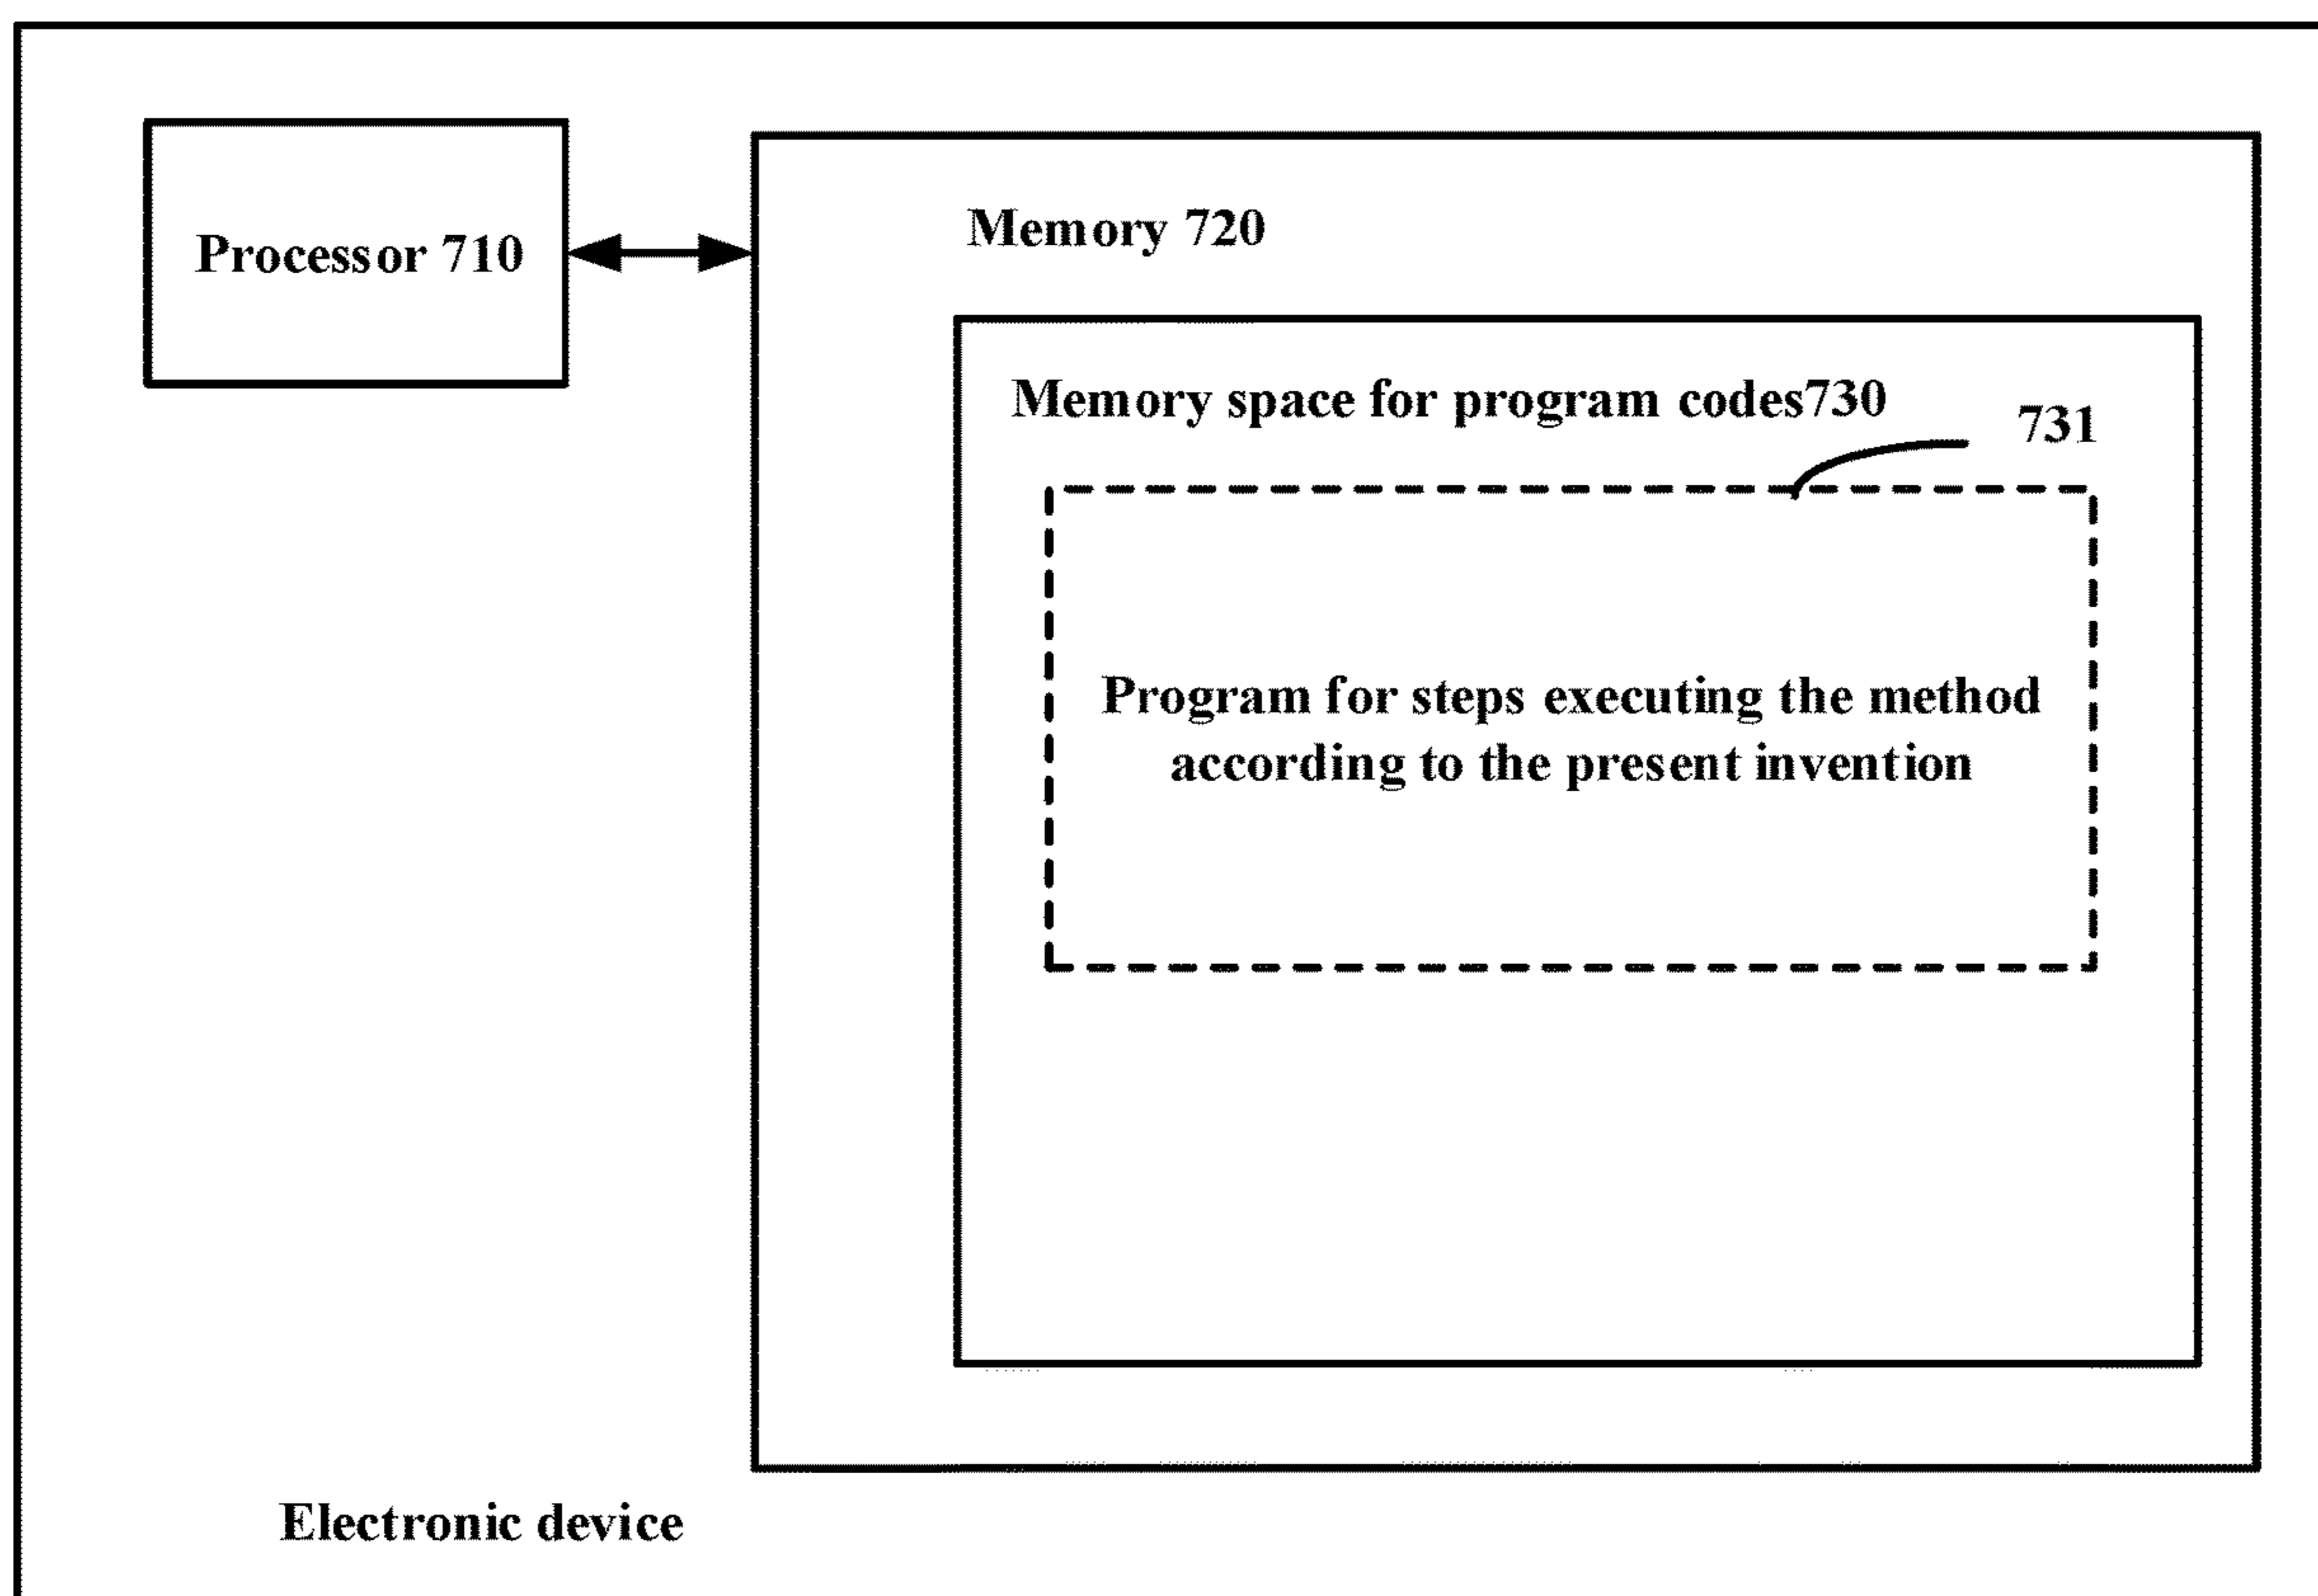 Processor 710
Memory 720
Memory space for program codes730
731
Program for steps executing the method
according to the present invention
Electronic device